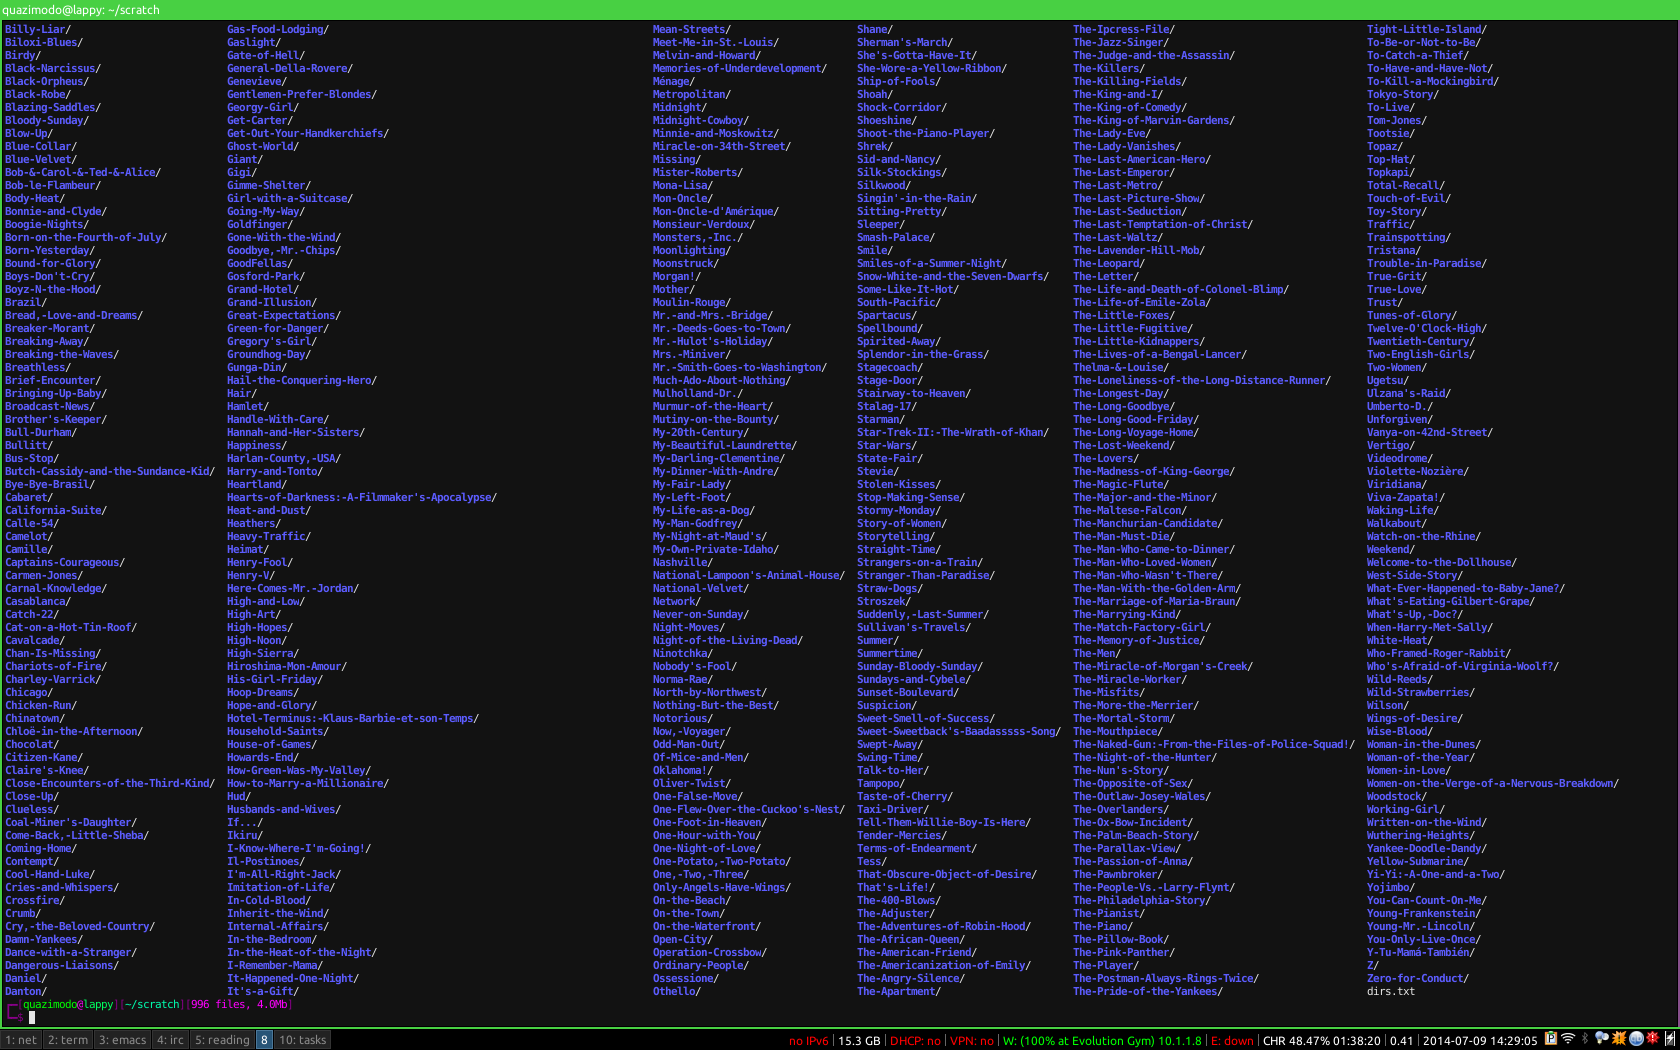 quazimodo@lappy: ~/scratch
Billy-Liar/ Gas-Food-Lodging/ Mean-Streets/ Shane/ The-Ipcress-File/ Tight-Little-Island/
Biloxi-Blues/ Gaslight/ Meet-Me-in-St.-Louis/ Sherman's-March/ The-Jazz-Singer/ To-Be-or-Not-to-Be/
Birdy/ Gate-of-Hell/ Melvin-and-Howard/ She's-Gotta-Have-It/ The-Judge-and-the-Assassin/ To-Catch-a-Thief/
Black-Narcissus/ General-Della-Rovere/ Memories-of-Underdevelopment/ She-Wore-a-Yellow-Ribbon/ The-Killers/ To-Have-and-Have-Not/
Black-Orpheus/ Genevieve/ Ménage/ Ship-of-Fools/ The-Killing-Fields/ To-Kill-a-Mockingbird/
Black-Robe/ Gentlemen-Prefer-Blondes/ Metropolitan/ Shoah/ The-King-and-I/ Tokyo-Story/
Blazing-Saddles/ Georgy-Girl/ Midnight/ Shock-Corridor/ The-King-of-Comedy/ To-Live/
Bloody-Sunday/ Get-Carter/ Midnight-Cowboy/ Shoeshine/ The-King-of-Marvin-Gardens/ Tom-Jones/
Blow-Up/ Get-Out-Your-Handkerchiefs/ Minnie-and-Moskowitz/ Shoot-the-Piano-Player/ The-Lady-Eve/ Tootsie/
Blue-Collar/ Ghost-World/ Miracle-on-34th-Street/ Shrek/ The-Lady-Vanishes/ Topaz/
Blue-Velvet/ Giant/ Missing/ Sid-and-Nancy/ The-Last-American-Hero/ Top-Hat/
Bob-&-Carol-&-Ted-&-Alice/ Gigi/ Mister-Roberts/ Silk-Stockings/ The-Last-Emperor/ Topkapi/
Bob-le-Flambeur/ Gimme-Shelter/ Mona-Lisa/ Silkwood/ The-Last-Metro/ Total-Recall/
Body-Heat/ Girl-with-a-Suitcase/ Mon-Oncle/ Singin'-in-the-Rain/ The-Last-Picture-Show/ Touch-of-Evil/
Bonnie-and-Clyde/ Going-My-Way/ Mon-Oncle-d'Amérique/ Sitting-Pretty/ The-Last-Seduction/ Toy-Story/
Boogie-Nights/ Goldfinger/ Monsieur-Verdoux/ Sleeper/ The-Last-Temptation-of-Christ/ Traffic/
Born-on-the-Fourth-of-July/ Gone-With-the-Wind/ Monsters,-Inc./ Smash-Palace/ The-Last-Waltz/ Trainspotting/
Born-Yesterday/ Goodbye,-Mr.-Chips/ Moonlighting/ Smile/ The-Lavender-Hill-Mob/ Tristana/
Bound-for-Glory/ GoodFellas/ Moonstruck/ Smiles-of-a-Summer-Night/ The-Leopard/ Trouble-in-Paradise/
Boys-Don't-Cry/ Gosford-Park/ Morgan!/ Snow-White-and-the-Seven-Dwarfs/ The-Letter/ True-Grit/
Boyz-N-the-Hood/ Grand-Hotel/ Mother/ Some-Like-It-Hot/ The-Life-and-Death-of-Colonel-Blimp/ True-Love/
Brazil/ Grand-Illusion/ Moulin-Rouge/ South-Pacific/ The-Life-of-Emile-Zola/ Trust/
Bread,-Love-and-Dreams/ Great-Expectations/ Mr.-and-Mrs.-Bridge/ Spartacus/ The-Little-Foxes/ Tunes-of-Glory/
Breaker-Morant/ Green-for-Danger/ Mr.-Deeds-Goes-to-Town/ Spellbound/ The-Little-Fugitive/ Twelve-O'Clock-High/
Breaking-Away/ Gregory's-Girl/ Mr.-Hulot's-Holiday/ Spirited-Away/ The-Little-Kidnappers/ Twentieth-Century/
Breaking-the-Waves/ Groundhog-Day/ Mrs.-Miniver/ Splendor-in-the-Grass/ The-Lives-of-a-Bengal-Lancer/ Two-English-Girls/
Breathless/ Gunga-Din/ Mr.-Smith-Goes-to-Washington/ Stagecoach/ Thelma-&-Louise/ Two-Women/
Brief-Encounter/ Hail-the-Conquering-Hero/ Much-Ado-About-Nothing/ Stage-Door/ The-Loneliness-of-the-Long-Distance-Runner/ Ugetsu/
Bringing-Up-Baby/ Hair/ Mulholland-Dr./ Stairway-to-Heaven/ The-Longest-Day/ Ulzana's-Raid/
Broadcast-News/ Hamlet/ Murmur-of-the-Heart/ Stalag-17/ The-Long-Goodbye/ Umberto-D./
Brother's-Keeper/ Handle-With-Care/ Mutiny-on-the-Bounty/ Starman/ The-Long-Good-Friday/ Unforgiven/
Bull-Durham/ Hannah-and-Her-Sisters/ My-20th-Century/ Star-Trek-II:-The-Wrath-of-Khan/ The-Long-Voyage-Home/ Vanya-on-42nd-Street/
Bullitt/ Happiness/ My-Beautiful-Laundrette/ Star-Wars/ The-Lost-Weekend/ Vertigo/
Bus-Stop/ Harlan-County,-USA/ My-Darling-Clementine/ State-Fair/ The-Lovers/ Videodrome/
Butch-Cassidy-and-the-Sundance-Kid/ Harry-and-Tonto/ My-Dinner-With-Andre/ Stevie/ The-Madness-of-King-George/ Violette-Nozière/
Bye-Bye-Brasil/ Heartland/ My-Fair-Lady/ Stolen-Kisses/ The-Magic-Flute/ Viridiana/
Cabaret/ Hearts-of-Darkness:-A-Filmmaker's-Apocalypse/ My-Left-Foot/ Stop-Making-Sense/ The-Major-and-the-Minor/ Viva-Zapata!/
California-Suite/ Heat-and-Dust/ My-Life-as-a-Dog/ Stormy-Monday/ The-Maltese-Falcon/ Waking-Life/
Calle-54/ Heathers/ My-Man-Godfrey/ Story-of-Women/ The-Manchurian-Candidate/ Walkabout/
Camelot/ Heavy-Traffic/ My-Night-at-Maud's/ Storytelling/ The-Man-Must-Die/ Watch-on-the-Rhine/
Camille/ Heimat/ My-Own-Private-Idaho/ Straight-Time/ The-Man-Who-Came-to-Dinner/ Weekend/
Captains-Courageous/ Henry-Fool/ Nashville/ Strangers-on-a-Train/ The-Man-Who-Loved-Women/ Welcome-to-the-Dollhouse/
Carmen-Jones/ Henry-V/ National-Lampoon's-Animal-House/ Stranger-Than-Paradise/ The-Man-Who-Wasn't-There/ West-Side-Story/
Carnal-Knowledge/ Here-Comes-Mr.-Jordan/ National-Velvet/ Straw-Dogs/ The-Man-With-the-Golden-Arm/ What-Ever-Happened-to-Baby-Jane?/
Casablanca/ High-and-Low/ Network/ Stroszek/ The-Marriage-of-Maria-Braun/ What's-Eating-Gilbert-Grape/
Catch-22/ High-Art/ Never-on-Sunday/ Suddenly,-Last-Summer/ The-Marrying-Kind/ What's-Up,-Doc?/
Cat-on-a-Hot-Tin-Roof/ High-Hopes/ Night-Moves/ Sullivan's-Travels/ The-Match-Factory-Girl/ When-Harry-Met-Sally/
Cavalcade/ High-Noon/ Night-of-the-Living-Dead/ Summer/ The-Memory-of-Justice/ White-Heat/
Chan-Is-Missing/ High-Sierra/ Ninotchka/ Summertime/ The-Men/ Who-Framed-Roger-Rabbit/
Chariots-of-Fire/ Hiroshima-Mon-Amour/ Nobody's-Fool/ Sunday-Bloody-Sunday/ The-Miracle-of-Morgan's-Creek/ Who's-Afraid-of-Virginia-Woolf?/
Charley-Varrick/ His-Girl-Friday/ Norma-Rae/ Sundays-and-Cybele/ The-Miracle-Worker/ Wild-Reeds/
Chicago/ Hoop-Dreams/ North-by-Northwest/ Sunset-Boulevard/ The-Misfits/ Wild-Strawberries/
Chicken-Run/ Hope-and-Glory/ Nothing-But-the-Best/ Suspicion/ The-More-the-Merrier/ Wilson/
Chinatown/ Hotel-Terminus:-Klaus-Barbie-et-son-Temps/ Notorious/ Sweet-Smell-of-Success/ The-Mortal-Storm/ Wings-of-Desire/
Chloë-in-the-Afternoon/ Household-Saints/ Now,-Voyager/ Sweet-Sweetback's-Baadasssss-Song/ The-Mouthpiece/ Wise-Blood/
Chocolat/ House-of-Games/ Odd-Man-Out/ Swept-Away/ The-Naked-Gun:-From-the-Files-of-Police-Squad!/ Woman-in-the-Dunes/
Citizen-Kane/ Howards-End/ Of-Mice-and-Men/ Swing-Time/ The-Night-of-the-Hunter/ Woman-of-the-Year/
Claire's-Knee/ How-Green-Was-My-Valley/ Oklahoma!/ Talk-to-Her/ The-Nun's-Story/ Women-in-Love/
Close-Encounters-of-the-Third-Kind/ How-to-Marry-a-Millionaire/ Oliver-Twist/ Tampopo/ The-Opposite-of-Sex/ Women-on-the-Verge-of-a-Nervous-Breakdown/
Close-Up/ Hud/ One-False-Move/ Taste-of-Cherry/ The-Outlaw-Josey-Wales/ Woodstock/
Clueless/ Husbands-and-Wives/ One-Flew-Over-the-Cuckoo's-Nest/ Taxi-Driver/ The-Overlanders/ Working-Girl/
Coal-Miner's-Daughter/ If.../ One-Foot-in-Heaven/ Tell-Them-Willie-Boy-Is-Here/ The-Ox-Bow-Incident/ Written-on-the-Wind/
Come-Back,-Little-Sheba/ Ikiru/ One-Hour-with-You/ Tender-Mercies/ The-Palm-Beach-Story/ Wuthering-Heights/
Coming-Home/ I-Know-Where-I'm-Going!/ One-Night-of-Love/ Terms-of-Endearment/ The-Parallax-View/ Yankee-Doodle-Dandy/
Contempt/ Il-Postinoes/ One-Potato,-Two-Potato/ Tess/ The-Passion-of-Anna/ Yellow-Submarine/
Cool-Hand-Luke/ I'm-All-Right-Jack/ One,-Two,-Three/ That-Obscure-Object-of-Desire/ The-Pawnbroker/ Yi-Yi:-A-One-and-a-Two/
Cries-and-Whispers/ Imitation-of-Life/ Only-Angels-Have-Wings/ That's-Life!/ The-People-Vs.-Larry-Flynt/ Yojimbo/
Crossfire/ In-Cold-Blood/ On-the-Beach/ The-400-Blows/ The-Philadelphia-Story/ You-Can-Count-On-Me/
Crumb/ Inherit-the-Wind/ On-the-Town/ The-Adjuster/ The-Pianist/ Young-Frankenstein/
Cry,-the-Beloved-Country/ Internal-Affairs/ On-the-Waterfront/ The-Adventures-of-Robin-Hood/ The-Piano/ Young-Mr.-Lincoln/
Damn-Yankees/ In-the-Bedroom/ Open-City/ The-African-Queen/ The-Pillow-Book/ You-Only-Live-Once/
Dance-with-a-Stranger/ In-the-Heat-of-the-Night/ Operation-Crossbow/ The-American-Friend/ The-Pink-Panther/ Y-Tu-Mamá-También/
Dangerous-Liaisons/ I-Remember-Mama/ Ordinary-People/ The-Americanization-of-Emily/ The-Player/ Z/
Daniel/ It-Happened-One-Night/ Ossessione/ The-Angry-Silence/ The-Postman-Always-Rings-Twice/ Zero-for-Conduct/
Danton/ It's-a-Gift/ Othello/ The-Apartment/ The-Pride-of-the-Yankees/ dirs.txt
[quazimodo@lappy][~/scratch][996 files, 4.0Mb]
$
1: net 2: term 3: emacs 4: irc 5: reading 8 10: tasks no IPv6 | 15.3 GB | DHCP: no | VPN: no | W: (100% at Evolution Gym) 10.1.1.8 | E: down | CHR 48.47% 01:38:20 | 0.41 | 2014-07-09 14:29:05